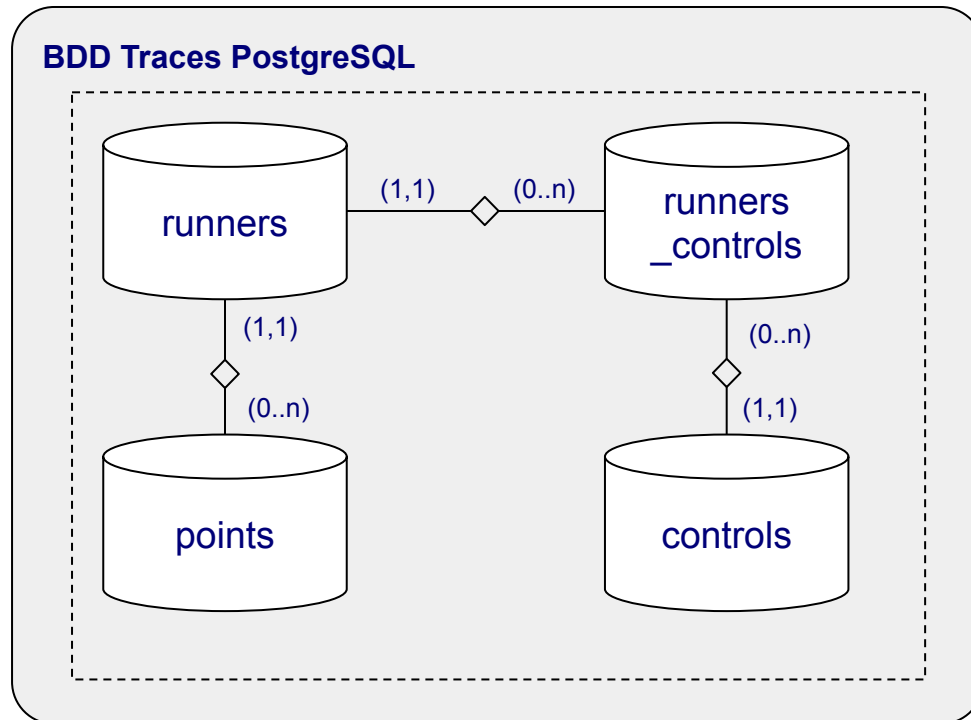 BDD Traces PostgreSQL
runners
(1,1)
(0..n)
runners
_controls
(1,1)
(0..n)
(0..n)
(1,1)
points
controls